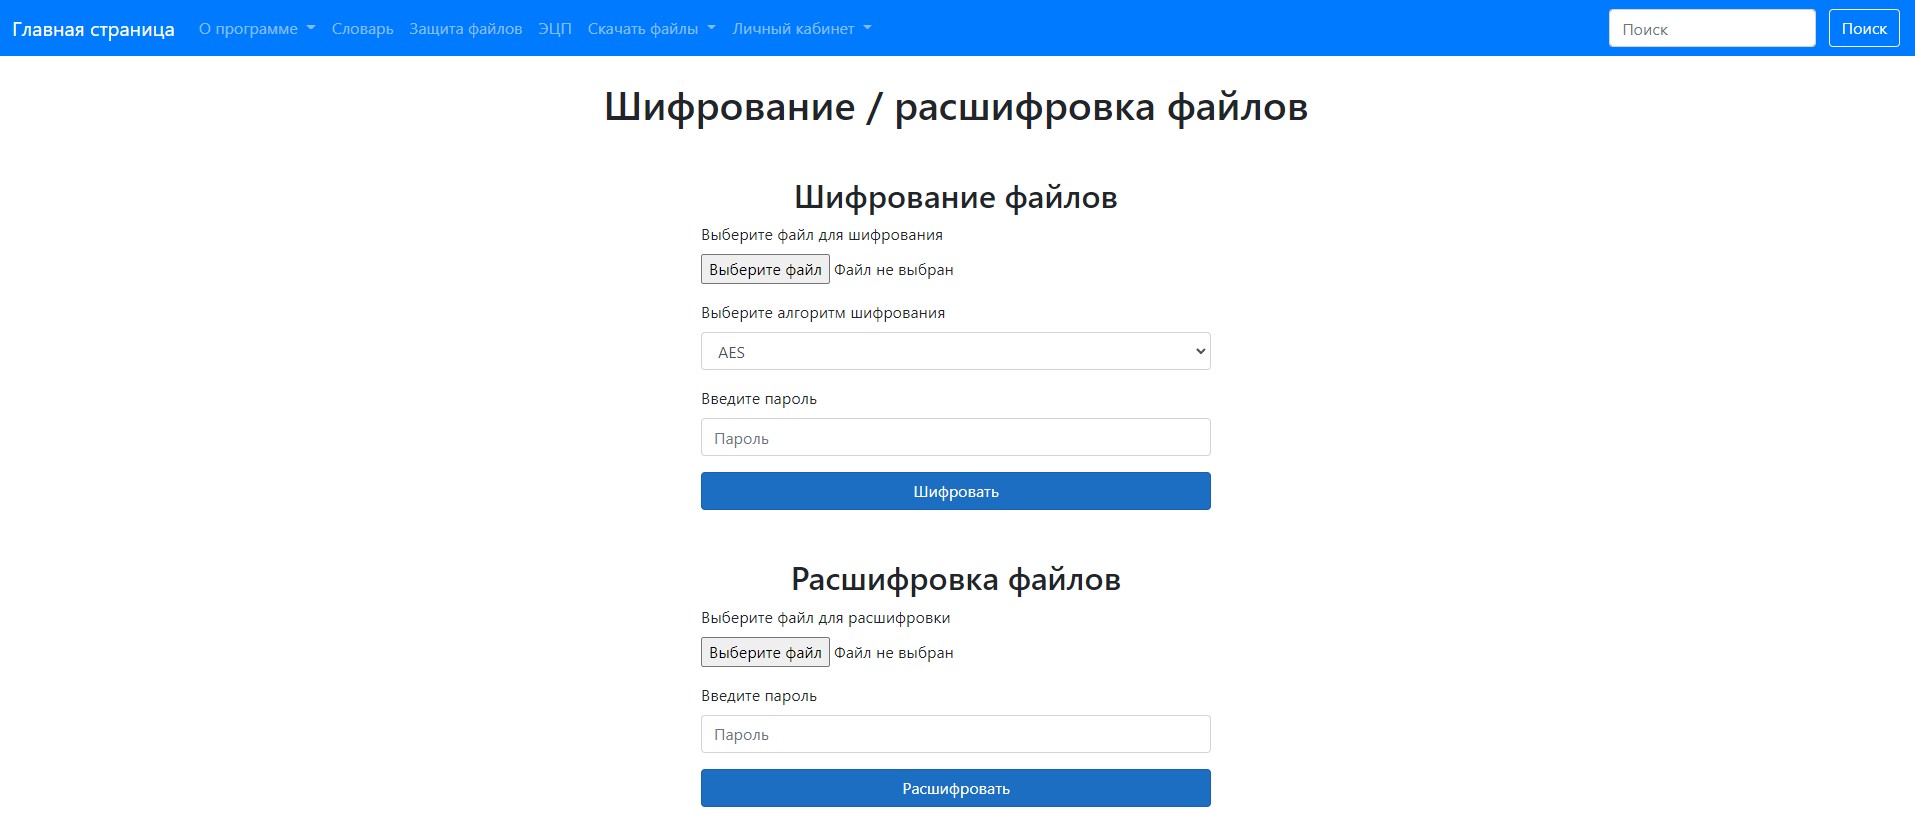 Главная страница О программе Словарь Защита файлов ЭЦП Скачать файлы Личный кабинет Поиск Поиск
Шифрование / расшифровка файлов
Шифрование файлов
Выберите файл для шифрования
Выберите файл Файл не выбран
Выберите алгоритм шифрования
AES
Введите пароль
Пароль
Шифровать
Расшифровка файлов
Выберите файл для расшифровки
Выберите файл Файл не выбран
Введите пароль
Пароль
Расшифровать